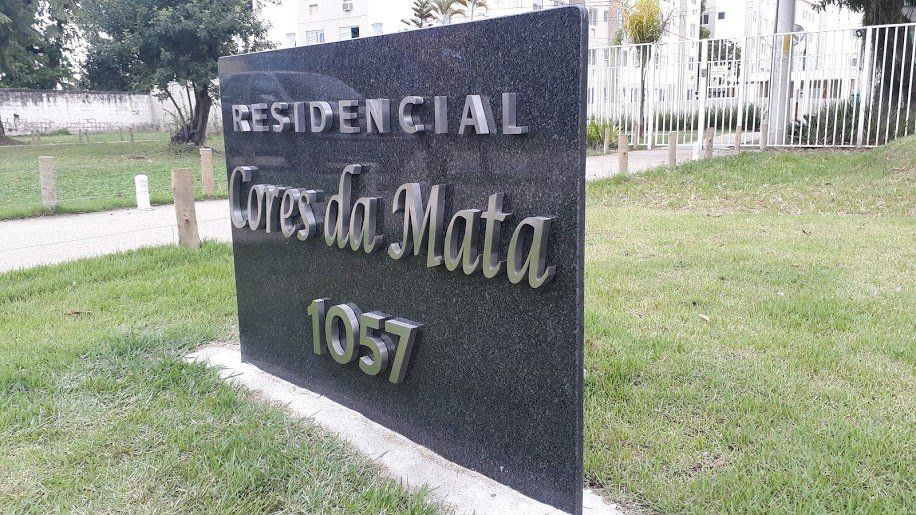 RESIDENCIAL
Cores da Mata
1057